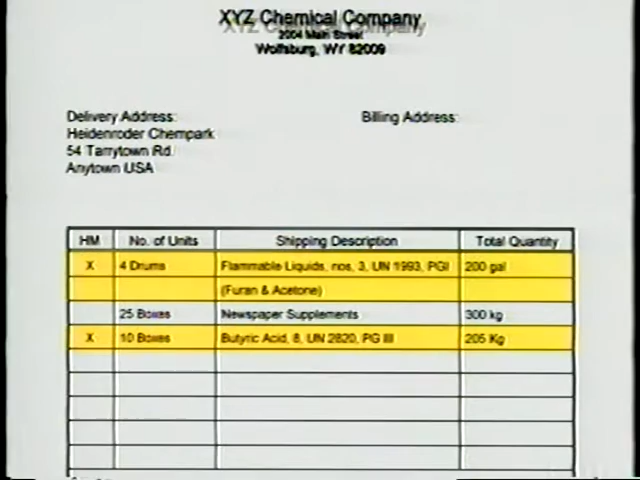 XYZ Chemical Company
2004 Main Street
Wolfsburg, WY 82009
Delivery Address: Billing Address:
Heidenroder Chempark
54 Tarrytown Rd.
Anytown USA
HM No. of Units Shipping Description Total Quantity
X 4 Drums Flammable Liquids, nos, 3, UN 1993, PGI 200 gal
(Furan & Acetone)
25 Boxes Newspaper Supplements 300 kg
X 10 Boxes Butyric Acid, 8, UN 2820, PG III 205 Kg